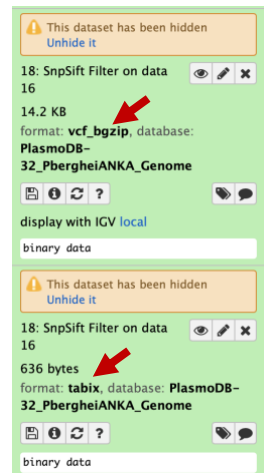 This dataset has been hidden
Unhide it
18: SnpSift Filter on data
16
14.2 KB
format: vcf_bgzip, database:
PlasmoDB-
32_PbergheiANKA_Genome
display with IGV local
binary data
This dataset has been hidden
Unhide it
18: SnpSift Filter on data
16
636 bytes
format: tabix, database: PlasmoDB-
32_PbergheiANKA_Genome
binary data